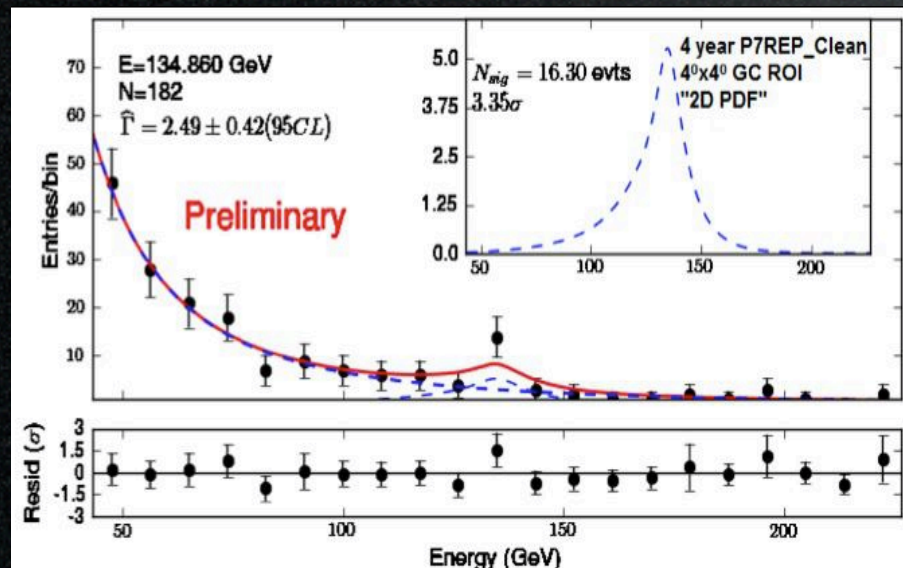 E=134.860 GeV
N=182
Γ̂ = 2.49 ± 0.42(95CL)
Preliminary
N_sig = 16.30 evts
3.35σ
4 year P7REP_Clean
4⁰x4⁰ GC ROI
"2D PDF"
5.0
3.75
2.5
1.25
0.0
50 100 150 200
Entries/bin
70
60
50
40
30
20
10
Resid (σ)
3
1.5
0
-1.5
-3
50 100 150 200
Energy (GeV)